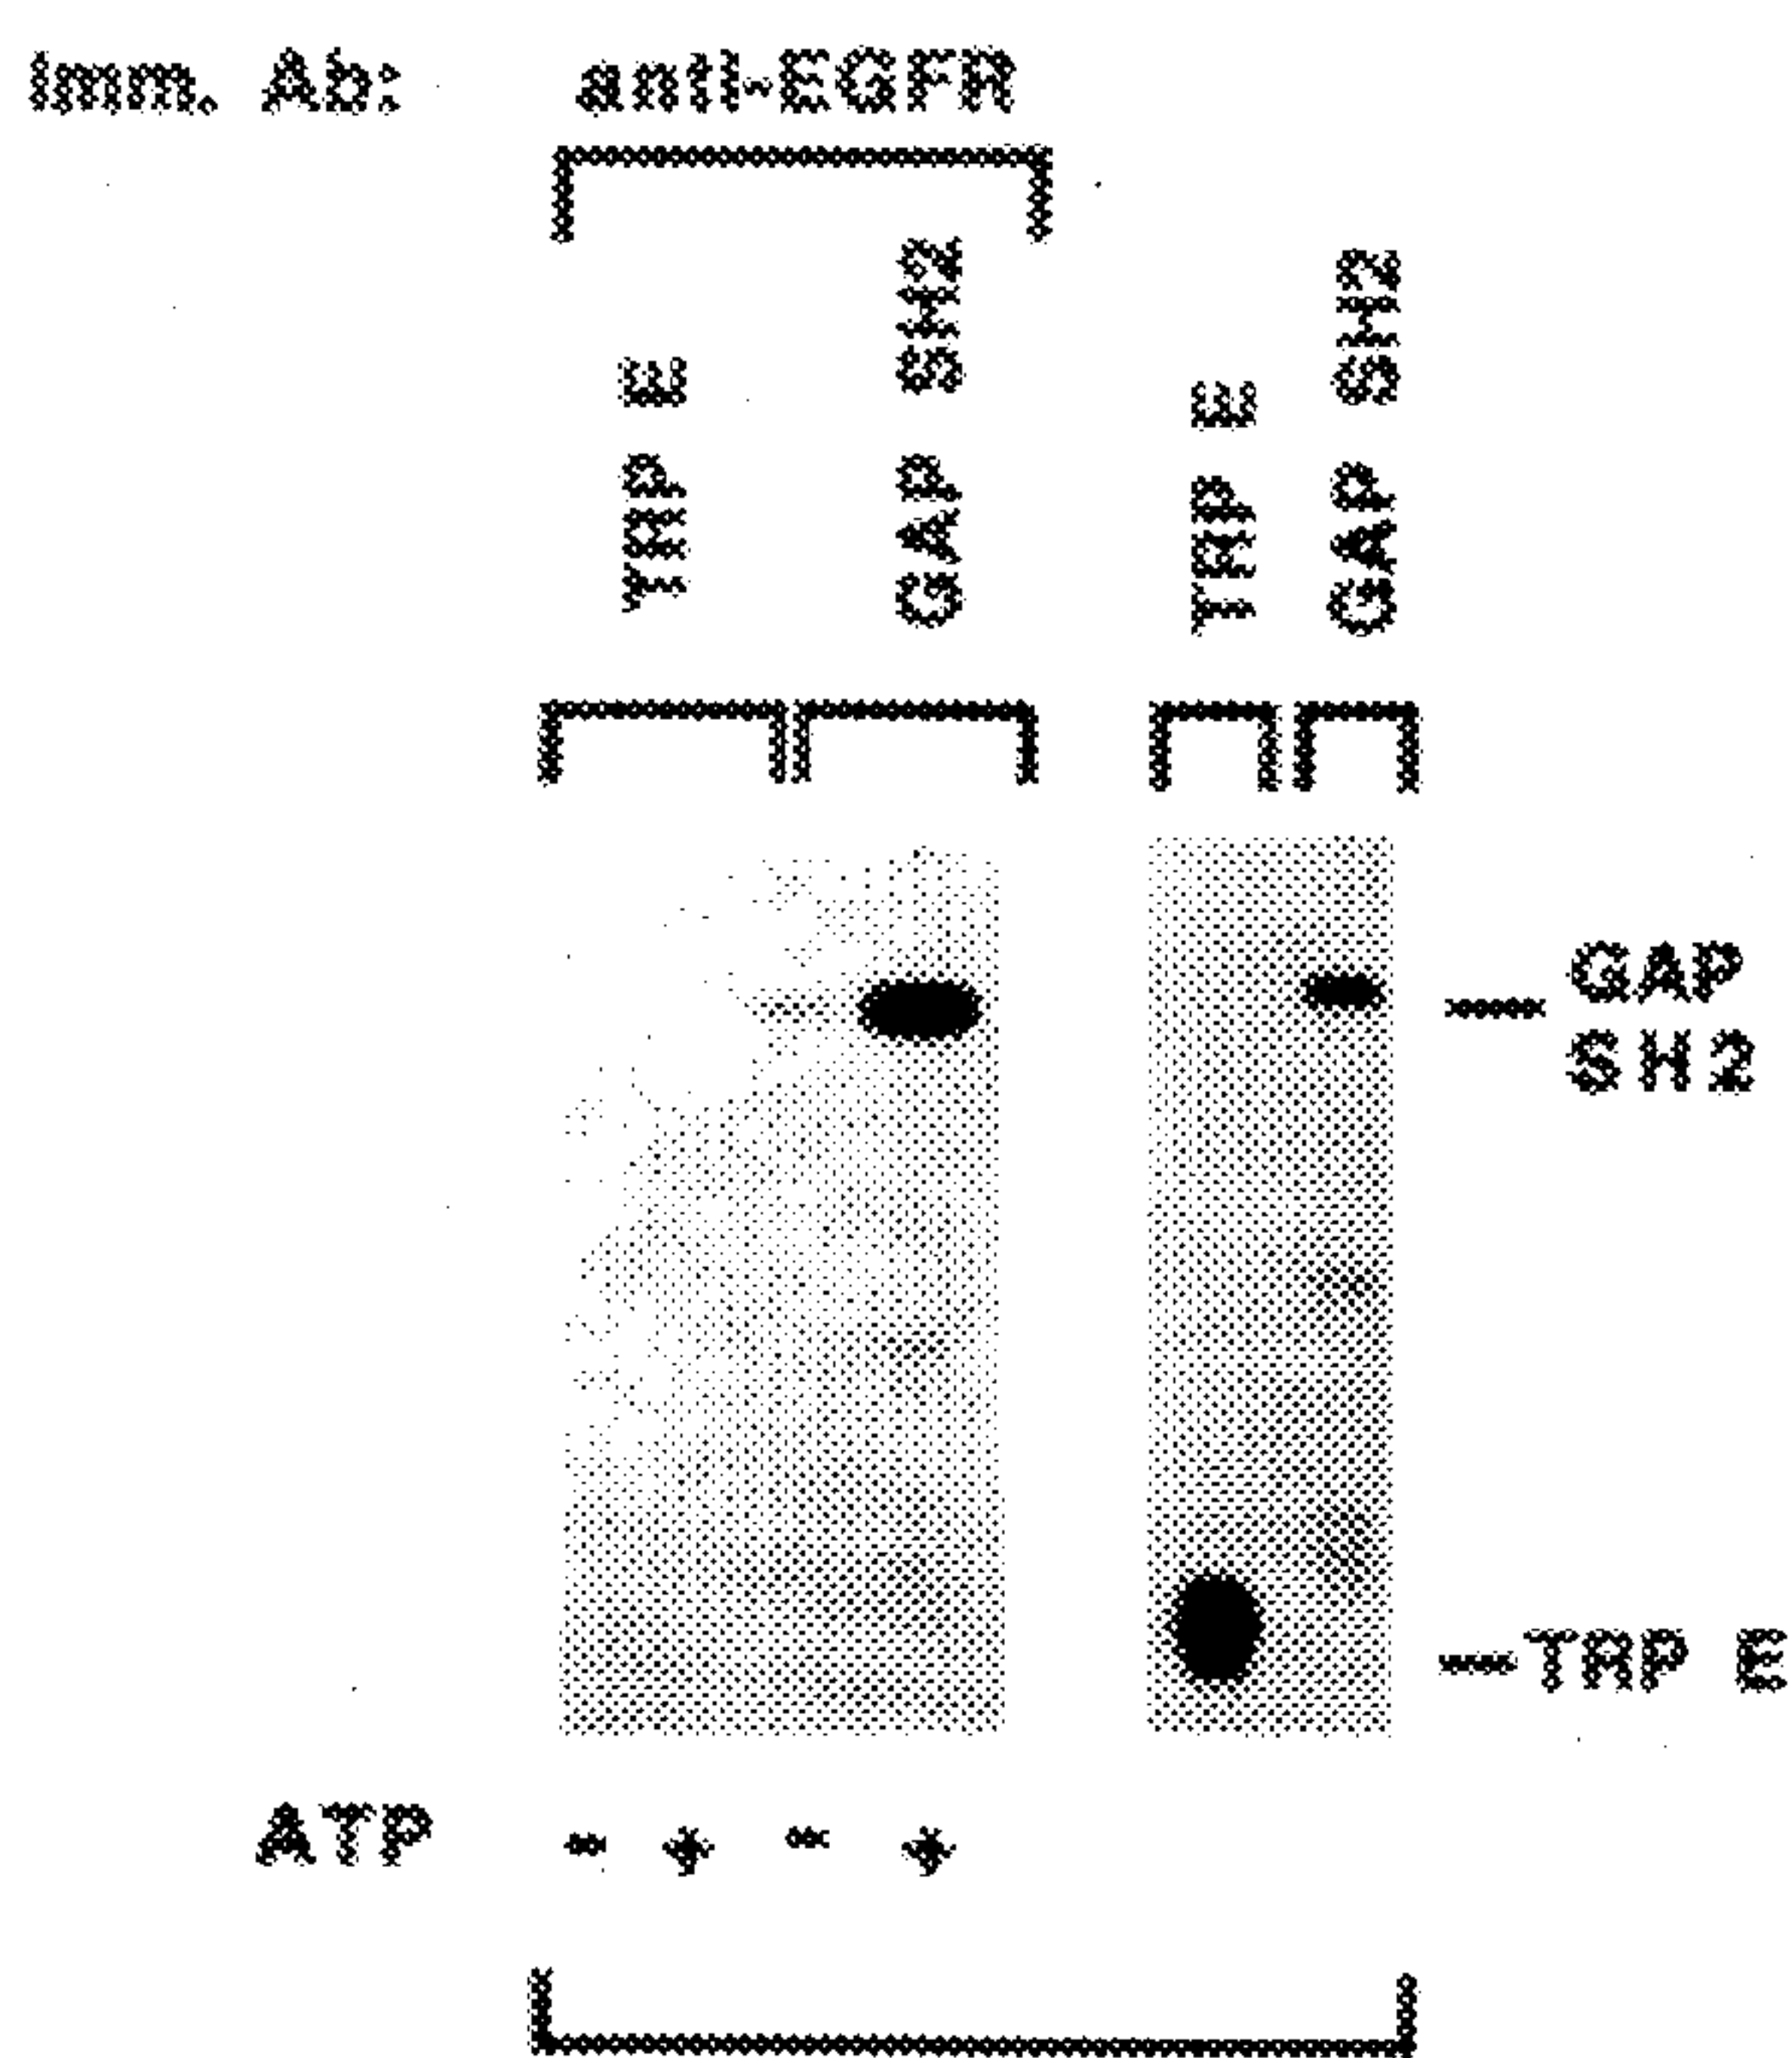 Imm. Ab: anti-EGFR
TRP E
GAP SH2
TRP E
GAP SH2
GAP
SH2
TRP E
ATP - + - +